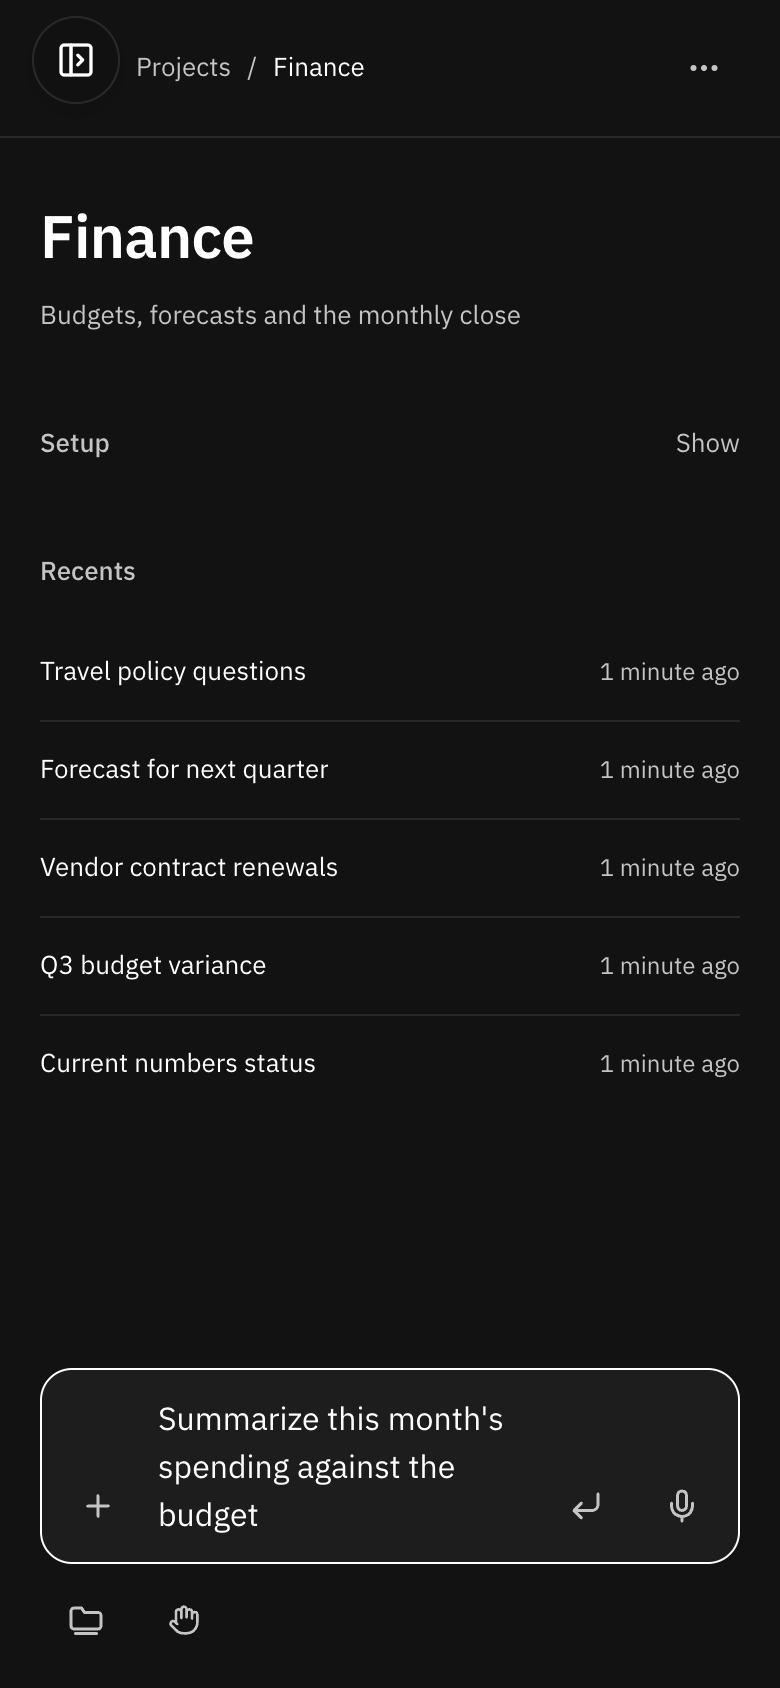 Projects / Finance
Finance
Budgets, forecasts and the monthly close
Setup Show
Recents
Travel policy questions 1 minute ago
Forecast for next quarter 1 minute ago
Vendor contract renewals 1 minute ago
Q3 budget variance 1 minute ago
Current numbers status 1 minute ago
Summarize this month's
spending against the
budget